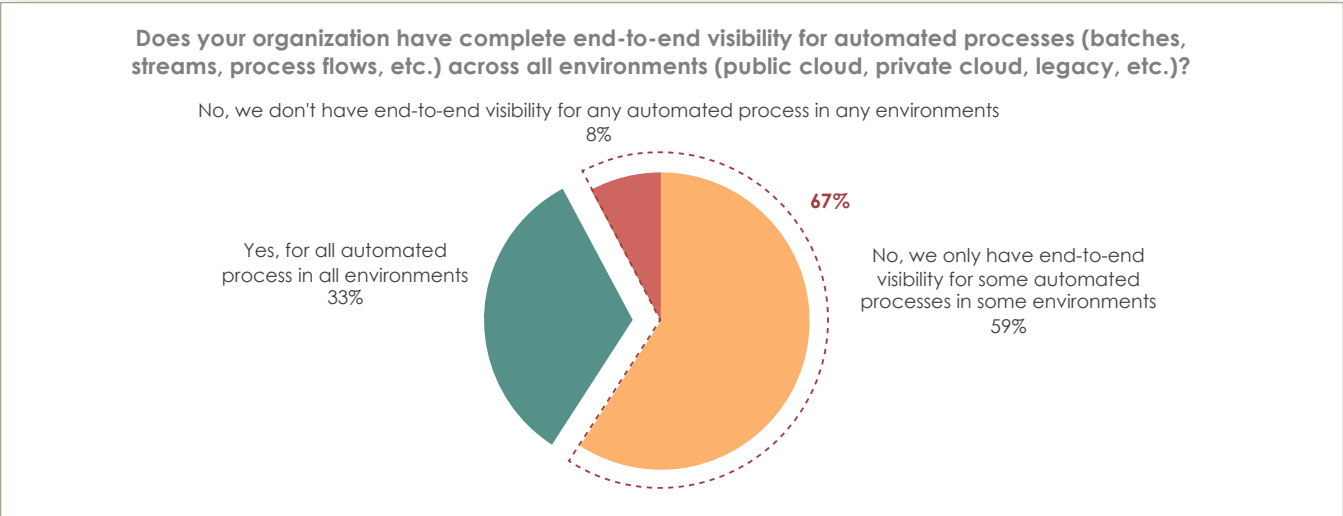 Does your organization have complete end-to-end visibility for automated processes (batches,
streams, process flows, etc.) across all environments (public cloud, private cloud, legacy, etc.)?
No, we don't have end-to-end visibility for any automated process in any environments
8%
67%
Yes, for all automated
process in all environments
33%
No, we only have end-to-end
visibility for some automated
processes in some environments
59%